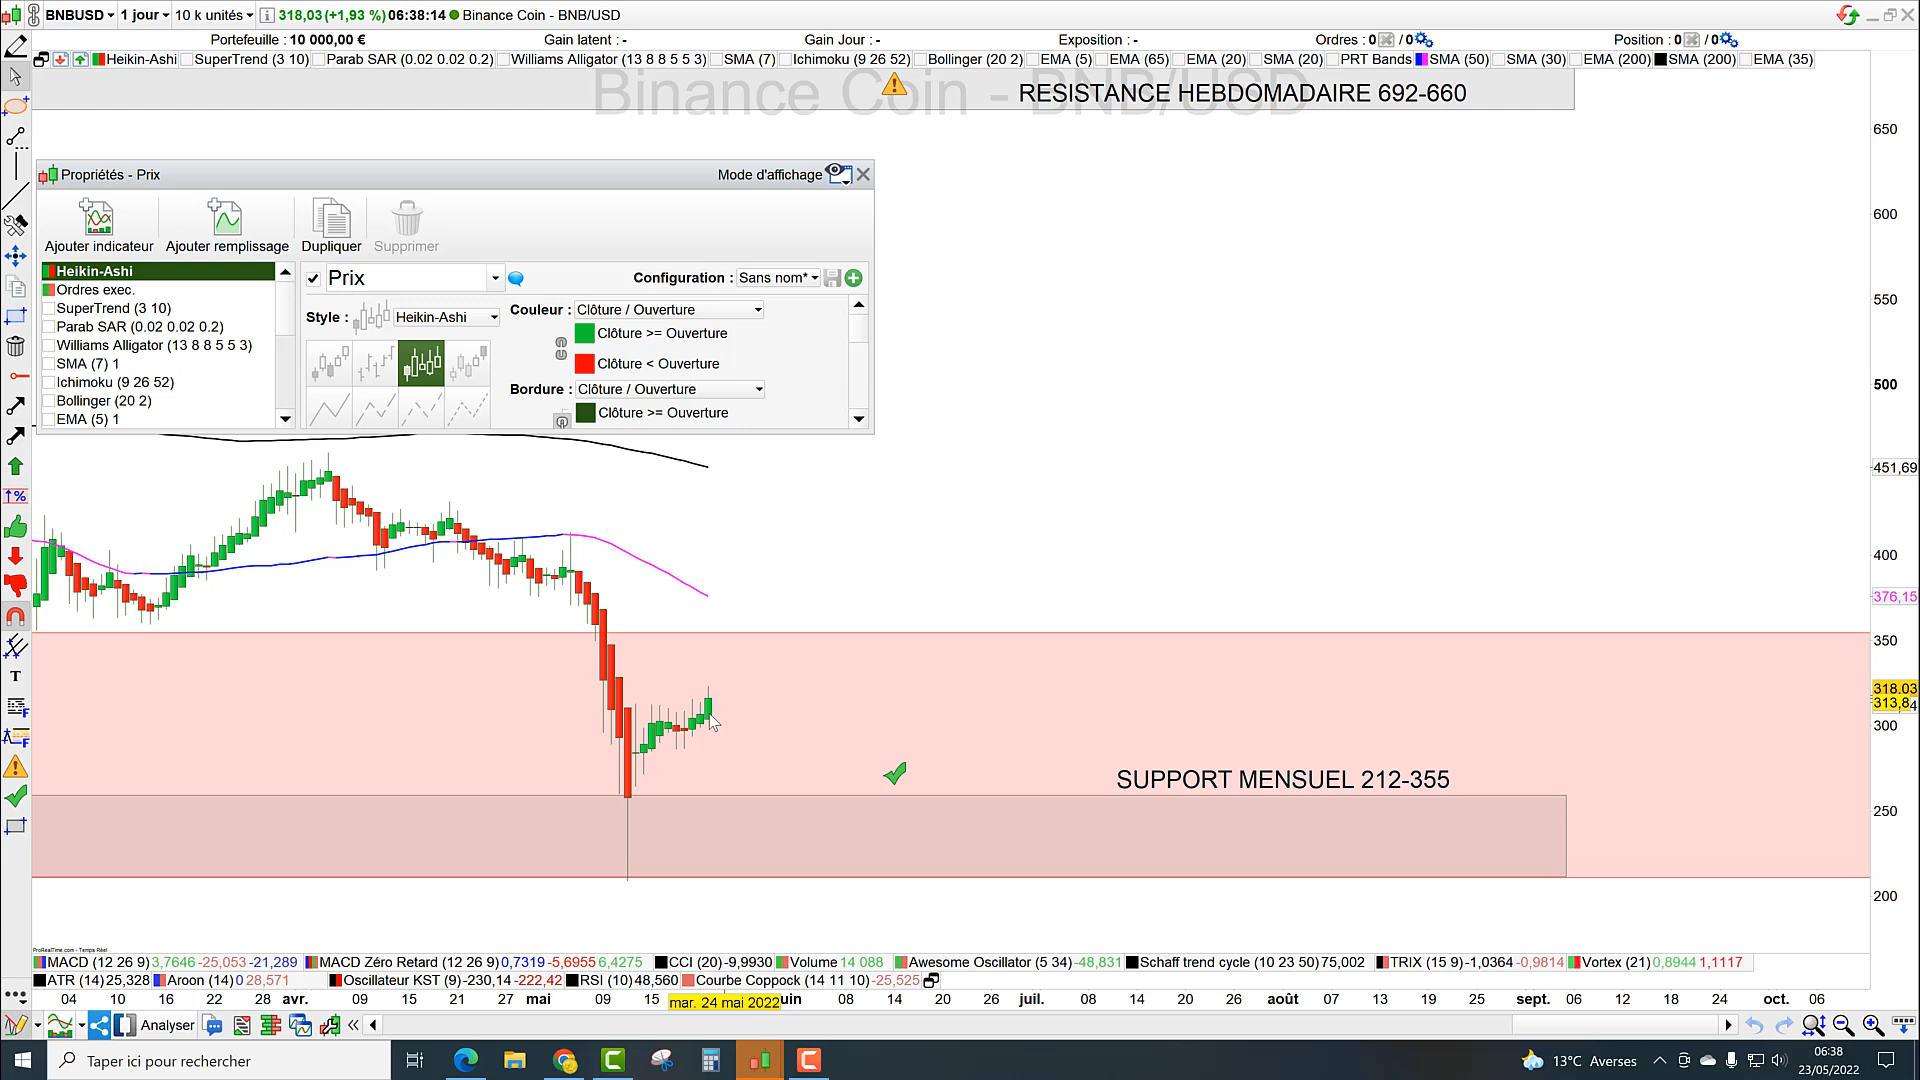 BNBUSD 1 jour 10 k unités 318,03 (+1,93 %) 06:38:14 Binance Coin - BNB/USD
Portefeuille : 10 000,00 € Gain latent : - Gain Jour : - Exposition : - Ordres : 0 / 0 Position : 0 / 0
Heikin-Ashi SuperTrend (3 10) Parab SAR (0.02 0.02 0.2) Williams Alligator (13 8 8 5 5 3) SMA (7) Ichimoku (9 26 52) Bollinger (20 2) EMA (5) EMA (65) EMA (20) SMA (20) PRT Bands SMA (50) SMA (30) EMA (200) SMA (200) EMA (35)
Binance Coin - BNB/USD
RESISTANCE HEBDOMADAIRE 692-660
650
Propriétés - Prix Mode d'affichage
Ajouter indicateur Ajouter remplissage Dupliquer Supprimer
600
Heikin-Ashi
Ordres exec.
SuperTrend (3 10)
Parab SAR (0.02 0.02 0.2)
Williams Alligator (13 8 8 5 5 3)
SMA (7) 1
Ichimoku (9 26 52)
Bollinger (20 2)
EMA (5) 1
Prix Configuration : Sans nom*
Style : Heikin-Ashi
Couleur : Clôture / Ouverture
Clôture >= Ouverture
Clôture < Ouverture
Bordure : Clôture / Ouverture
Clôture >= Ouverture
550
500
451,69
400
376,15
350
318.03
313,84
300
SUPPORT MENSUEL 212-355
250
200
ProRealTime.com - Temps Réel
MACD (12 26 9) 3,7646 -25,053 -21,289 MACD Zéro Retard (12 26 9) 0,7319 -5,6955 6,4275 CCI (20) -9,9930 Volume 14 088 Awesome Oscillator (5 34) -48,831 Schaff trend cycle (10 23 50) 75,002 TRIX (15 9) -1,0364 -0,9814 Vortex (21) 0,8944 1,1117
ATR (14) 25,328 Aroon (14) 0 28,571 Oscillateur KST (9) -230,14 -222,42 RSI (10) 48,560 Courbe Coppock (14 11 10) -25,525
04 10 16 22 28 avr. 09 15 21 27 mai 09 15 mar. 24 mai 2022 uin 08 14 20 26 juil. 08 14 20 26 août 07 13 19 25 sept. 06 12 18 24 oct. 06
Analyser
Taper ici pour rechercher
13°C Averses
06:38
23/05/2022